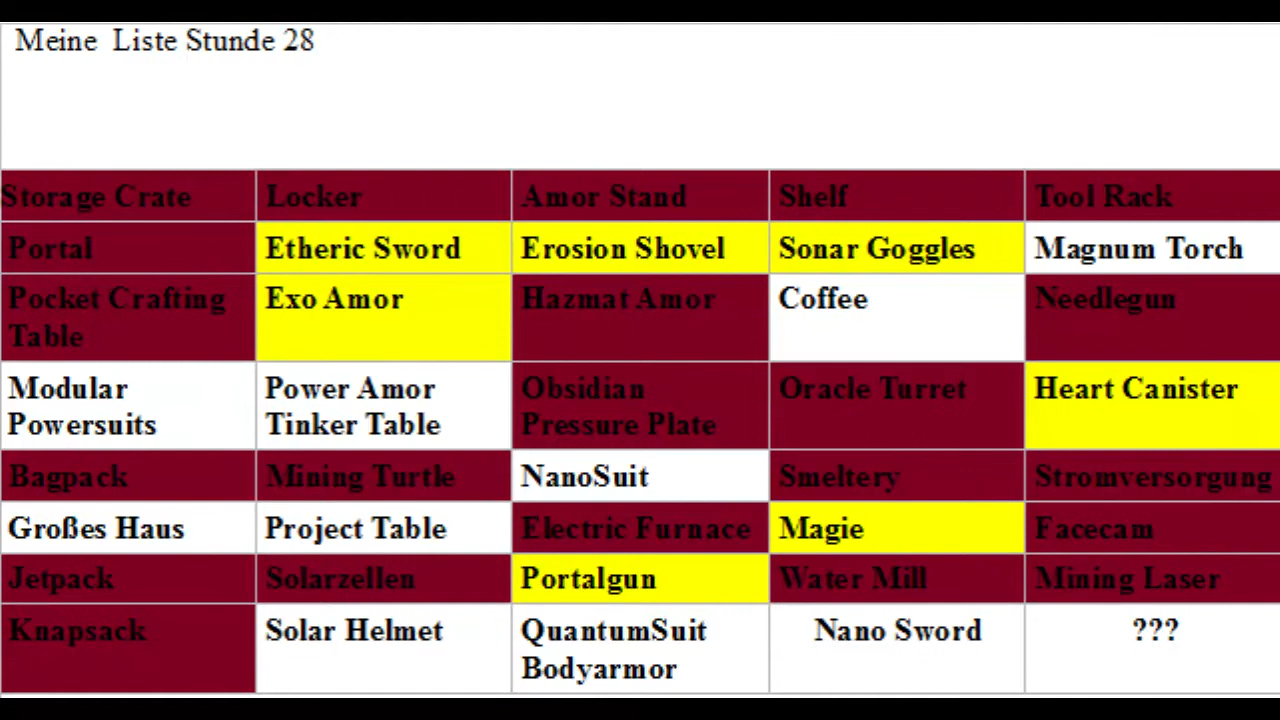 Meine Liste Stunde 28
Storage Crate Locker Amor Stand Shelf Tool Rack
Portal Etheric Sword Erosion Shovel Sonar Goggles Magnum Torch
Pocket Crafting Exo Amor Hazmat Amor Coffee Needlegun
Table
Modular Power Amor Obsidian Oracle Turret Heart Canister
Powersuits Tinker Table Pressure Plate
Bagpack Mining Turtle NanoSuit Smeltery Stromversorgung
Großes Haus Project Table Electric Furnace Magie Facecam
Jetpack Solarzellen Portalgun Water Mill Mining Laser
Knapsack Solar Helmet QuantumSuit Nano Sword ???
Bodyarmor